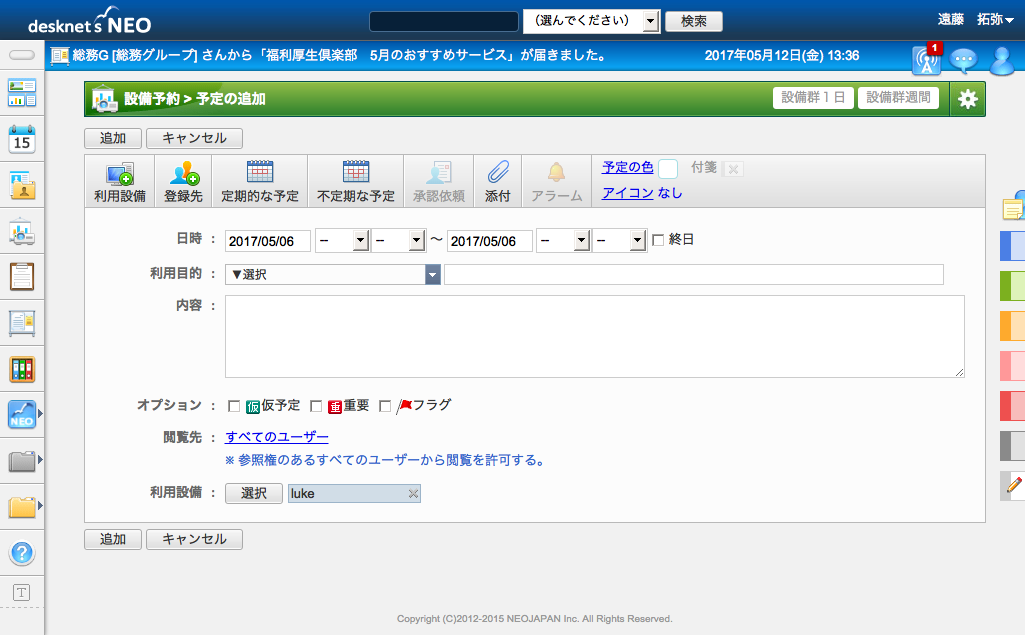 desknet's NEO
(選んでください)
検索
遠藤　拓弥
総務G [総務グループ] さんから「福利厚生倶楽部　5月のおすすめサービス」が届きました。
2017年05月12日(金) 13:36
1
設備予約 > 予定の追加
設備群1日
設備群週間
15
追加
キャンセル
利用設備
登録先
定期的な予定
不定期な予定
承認依頼
添付
アラーム
予定の色
付箋
アイコン なし
日時 :
2017/05/06
--
--
～
2017/05/06
--
--
終日
利用目的 :
▼選択
内容 :
オプション :
仮 仮予定
重 重要
フラグ
閲覧先 :
すべてのユーザー
※ 参照権のあるすべてのユーザーから閲覧を許可する。
利用設備 :
選択
luke
NEO
追加
キャンセル
?
T
Copyright (C)2012-2015 NEOJAPAN Inc. All Rights Reserved.